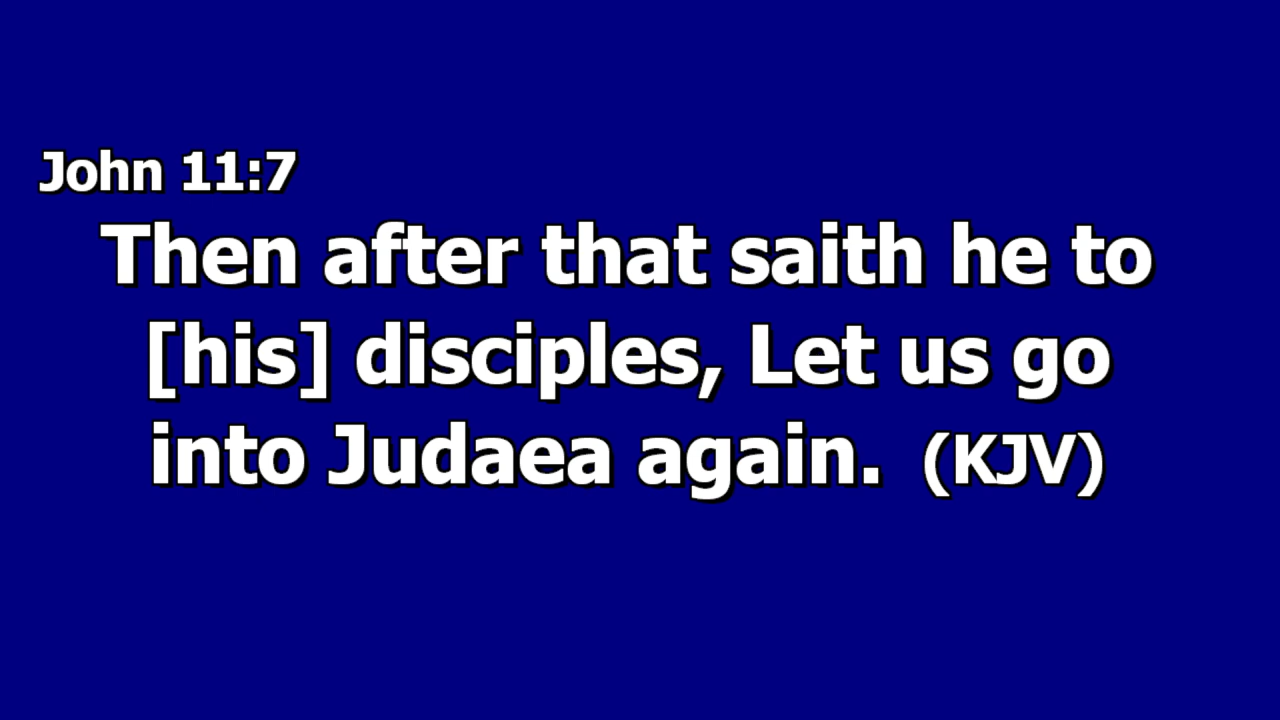 John 11:7
Then after that saith he to
[his] disciples, Let us go
into Judaea again. (KJV)